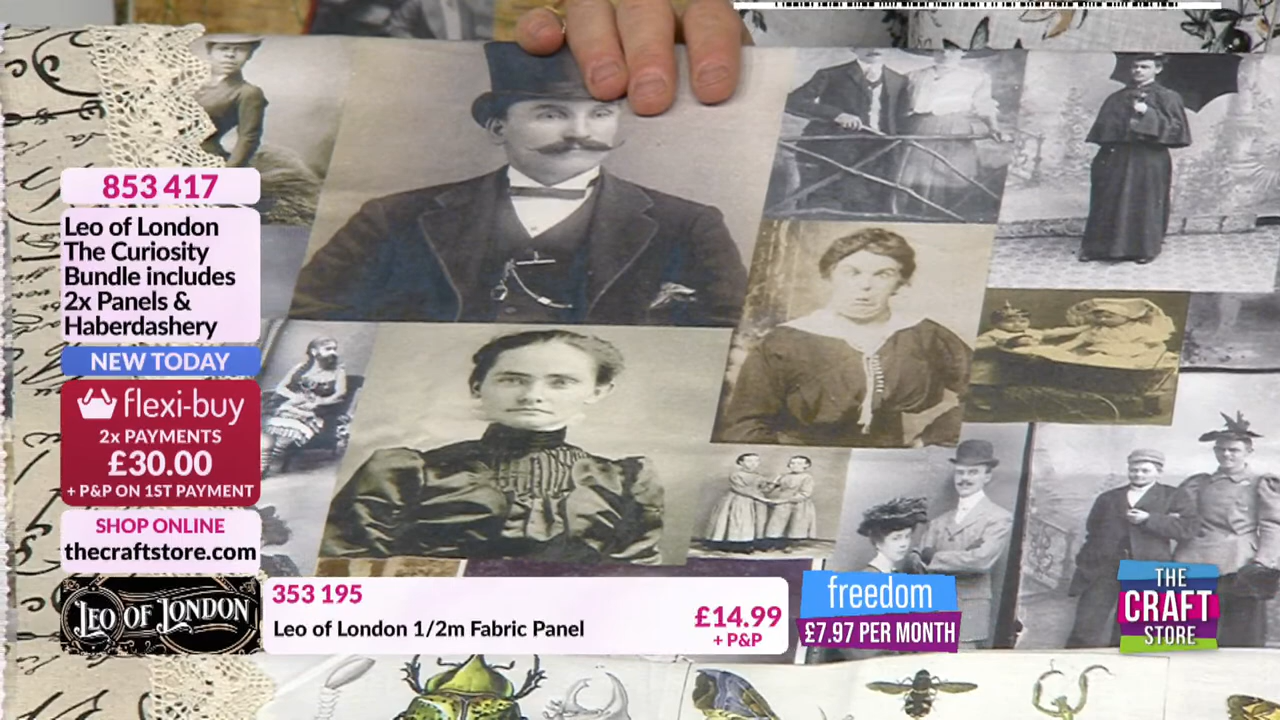 853 417
Leo of London
The Curiosity
Bundle includes
2x Panels &
Haberdashery
NEW TODAY
flexi-buy
2x PAYMENTS
£30.00
+ P&P ON 1ST PAYMENT
SHOP ONLINE
thecraftstore.com
LEO OF LONDON
353 195
Leo of London 1/2m Fabric Panel
£14.99
+ P&P
freedom
£7.97 PER MONTH
THE
CRAFT
STORE